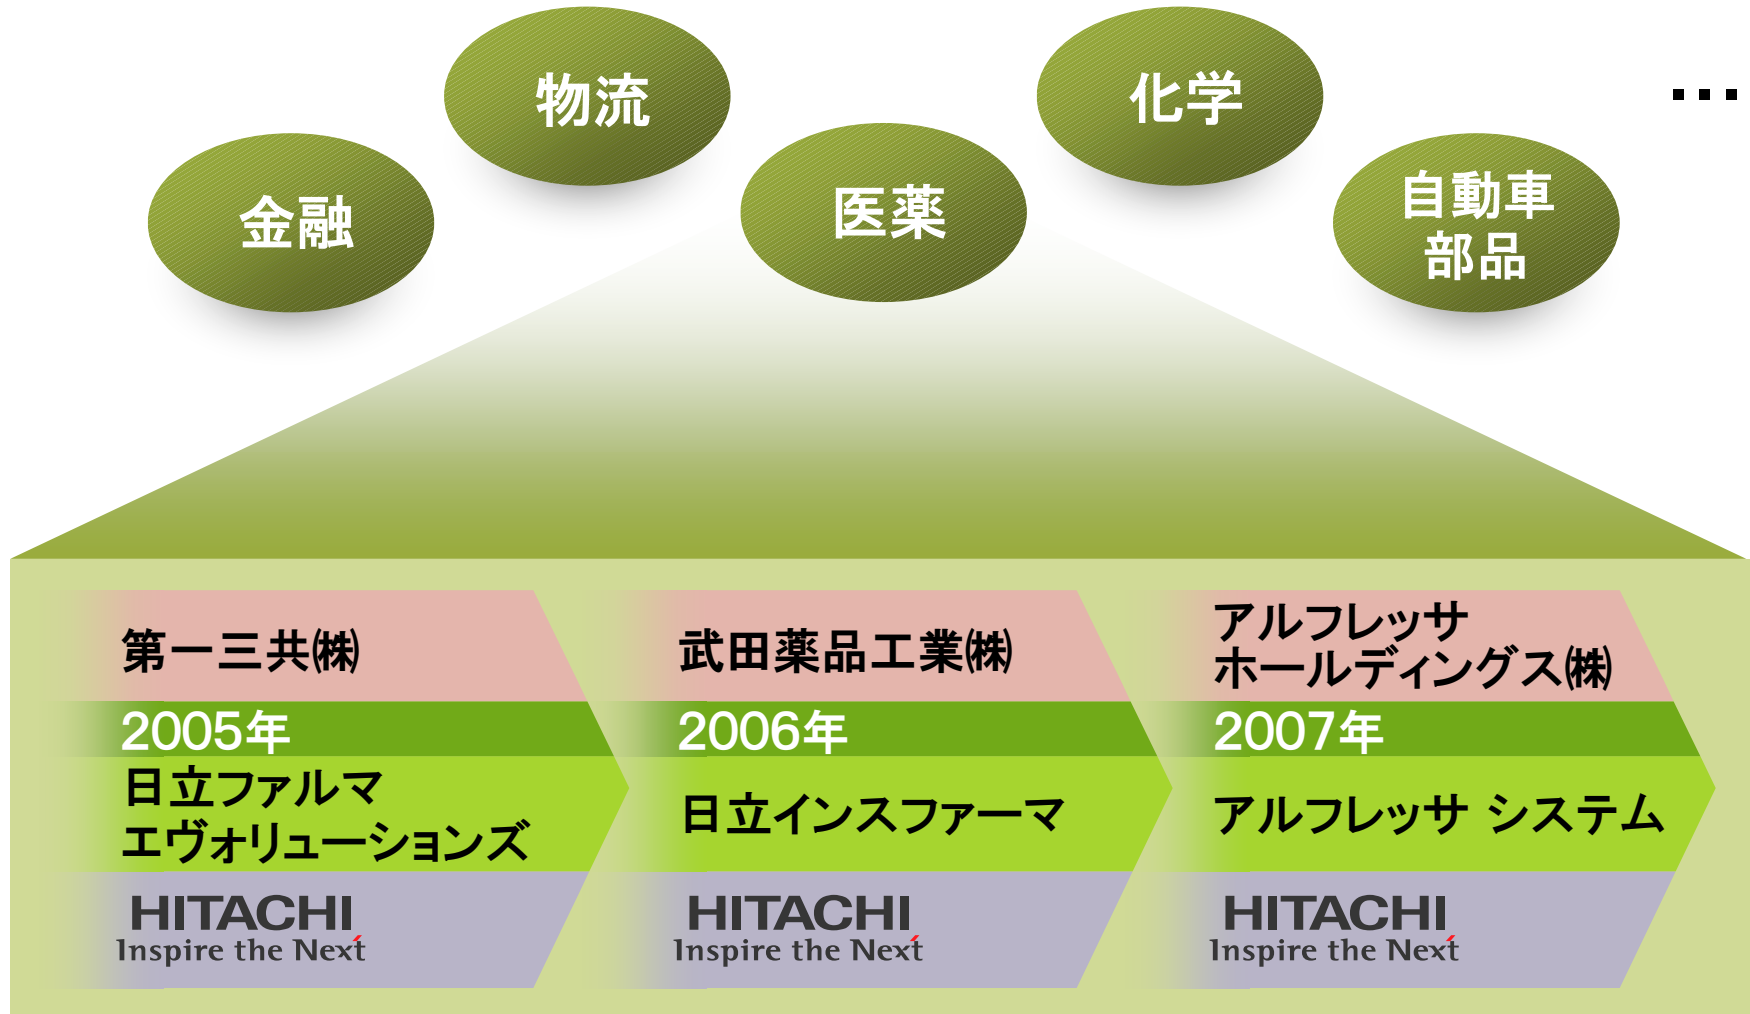 物流
化学
…
金融
医薬
自動車
部品
第一三共㈱
2005年
日立ファルマ
エヴォリューションズ
HITACHI
Inspire the Next
武田薬品工業㈱
2006年
日立インスファーマ
HITACHI
Inspire the Next
アルフレッサ
ホールディングス㈱
2007年
アルフレッサ システム
HITACHI
Inspire the Next